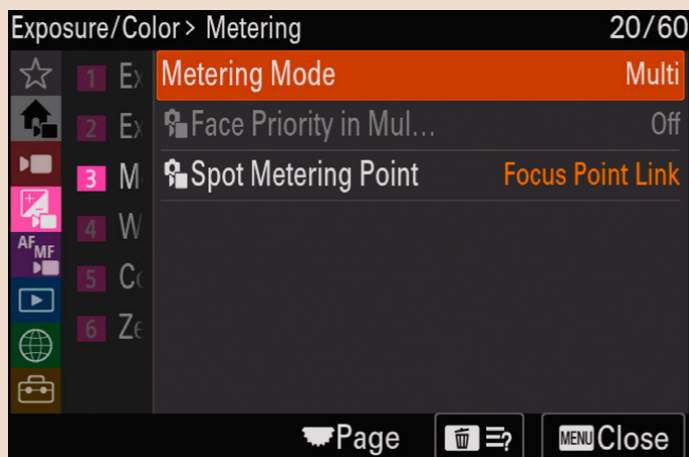 Exposure/Color > Metering 20/60
1 Ex Metering Mode Multi
2 Ex Face Priority in Mul... Off
3 M Spot Metering Point Focus Point Link
4 W
AF MF
5 Co
6 Ze
Page ? MENU Close